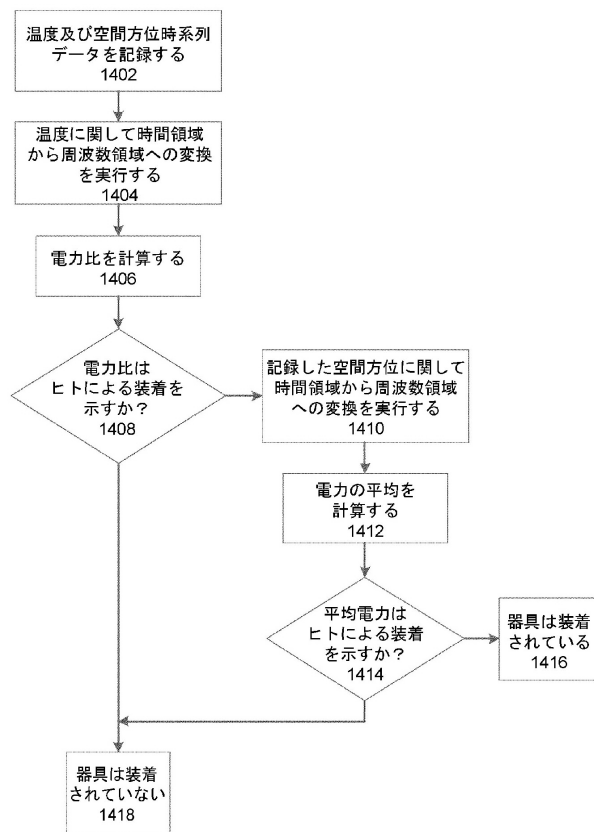 温度及び空間方位時系列
データを記録する
1402
温度に関して時間領域
から周波数領域への変換
を実行する
1404
電力比を計算する
1406
電力比は
ヒトによる装着を
示すか？
1408
記録した空間方位に関して
時間領域から周波数領域
への変換を実行する
1410
電力の平均を
計算する
1412
平均電力は
ヒトによる装着
を示すか？
1414
器具は装着
されている
1416
器具は装着
されていない
1418